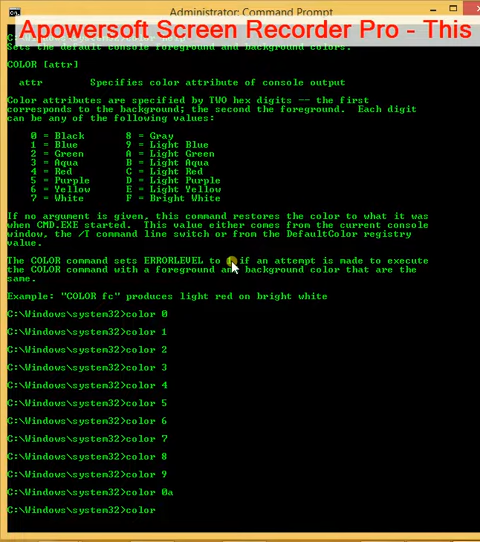 Administrator: Command Prompt
Apowersoft Screen Recorder Pro - This
Sets the default console foreground and background colors.
COLOR [attr]
attr Specifies color attribute of console output
Color attributes are specified by TWO hex digits -- the first
corresponds to the background; the second the foreground. Each digit
can be any of the following values:
0 = Black 8 = Gray
1 = Blue 9 = Light Blue
2 = Green A = Light Green
3 = Aqua B = Light Aqua
4 = Red C = Light Red
5 = Purple D = Light Purple
6 = Yellow E = Light Yellow
7 = White F = Bright White
If no argument is given, this command restores the color to what it was
when CMD.EXE started. This value either comes from the current console
window, the /T command line switch or from the DefaultColor registry
value.
The COLOR command sets ERRORLEVEL to 1 if an attempt is made to execute
the COLOR command with a foreground and background color that are the
same.
Example: "COLOR fc" produces light red on bright white
C:\Windows\system32>color 0
C:\Windows\system32>color 1
C:\Windows\system32>color 2
C:\Windows\system32>color 3
C:\Windows\system32>color 4
C:\Windows\system32>color 5
C:\Windows\system32>color 6
C:\Windows\system32>color 7
C:\Windows\system32>color 8
C:\Windows\system32>color 9
C:\Windows\system32>color 0a
C:\Windows\system32>color